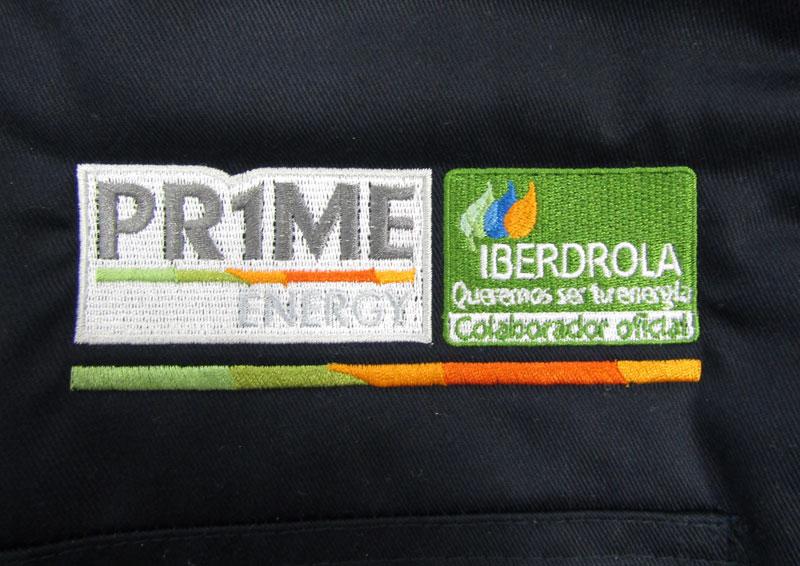 PR1ME
ENERGY
IBERDROLA
Queremos ser tu energía
Colaborador oficial